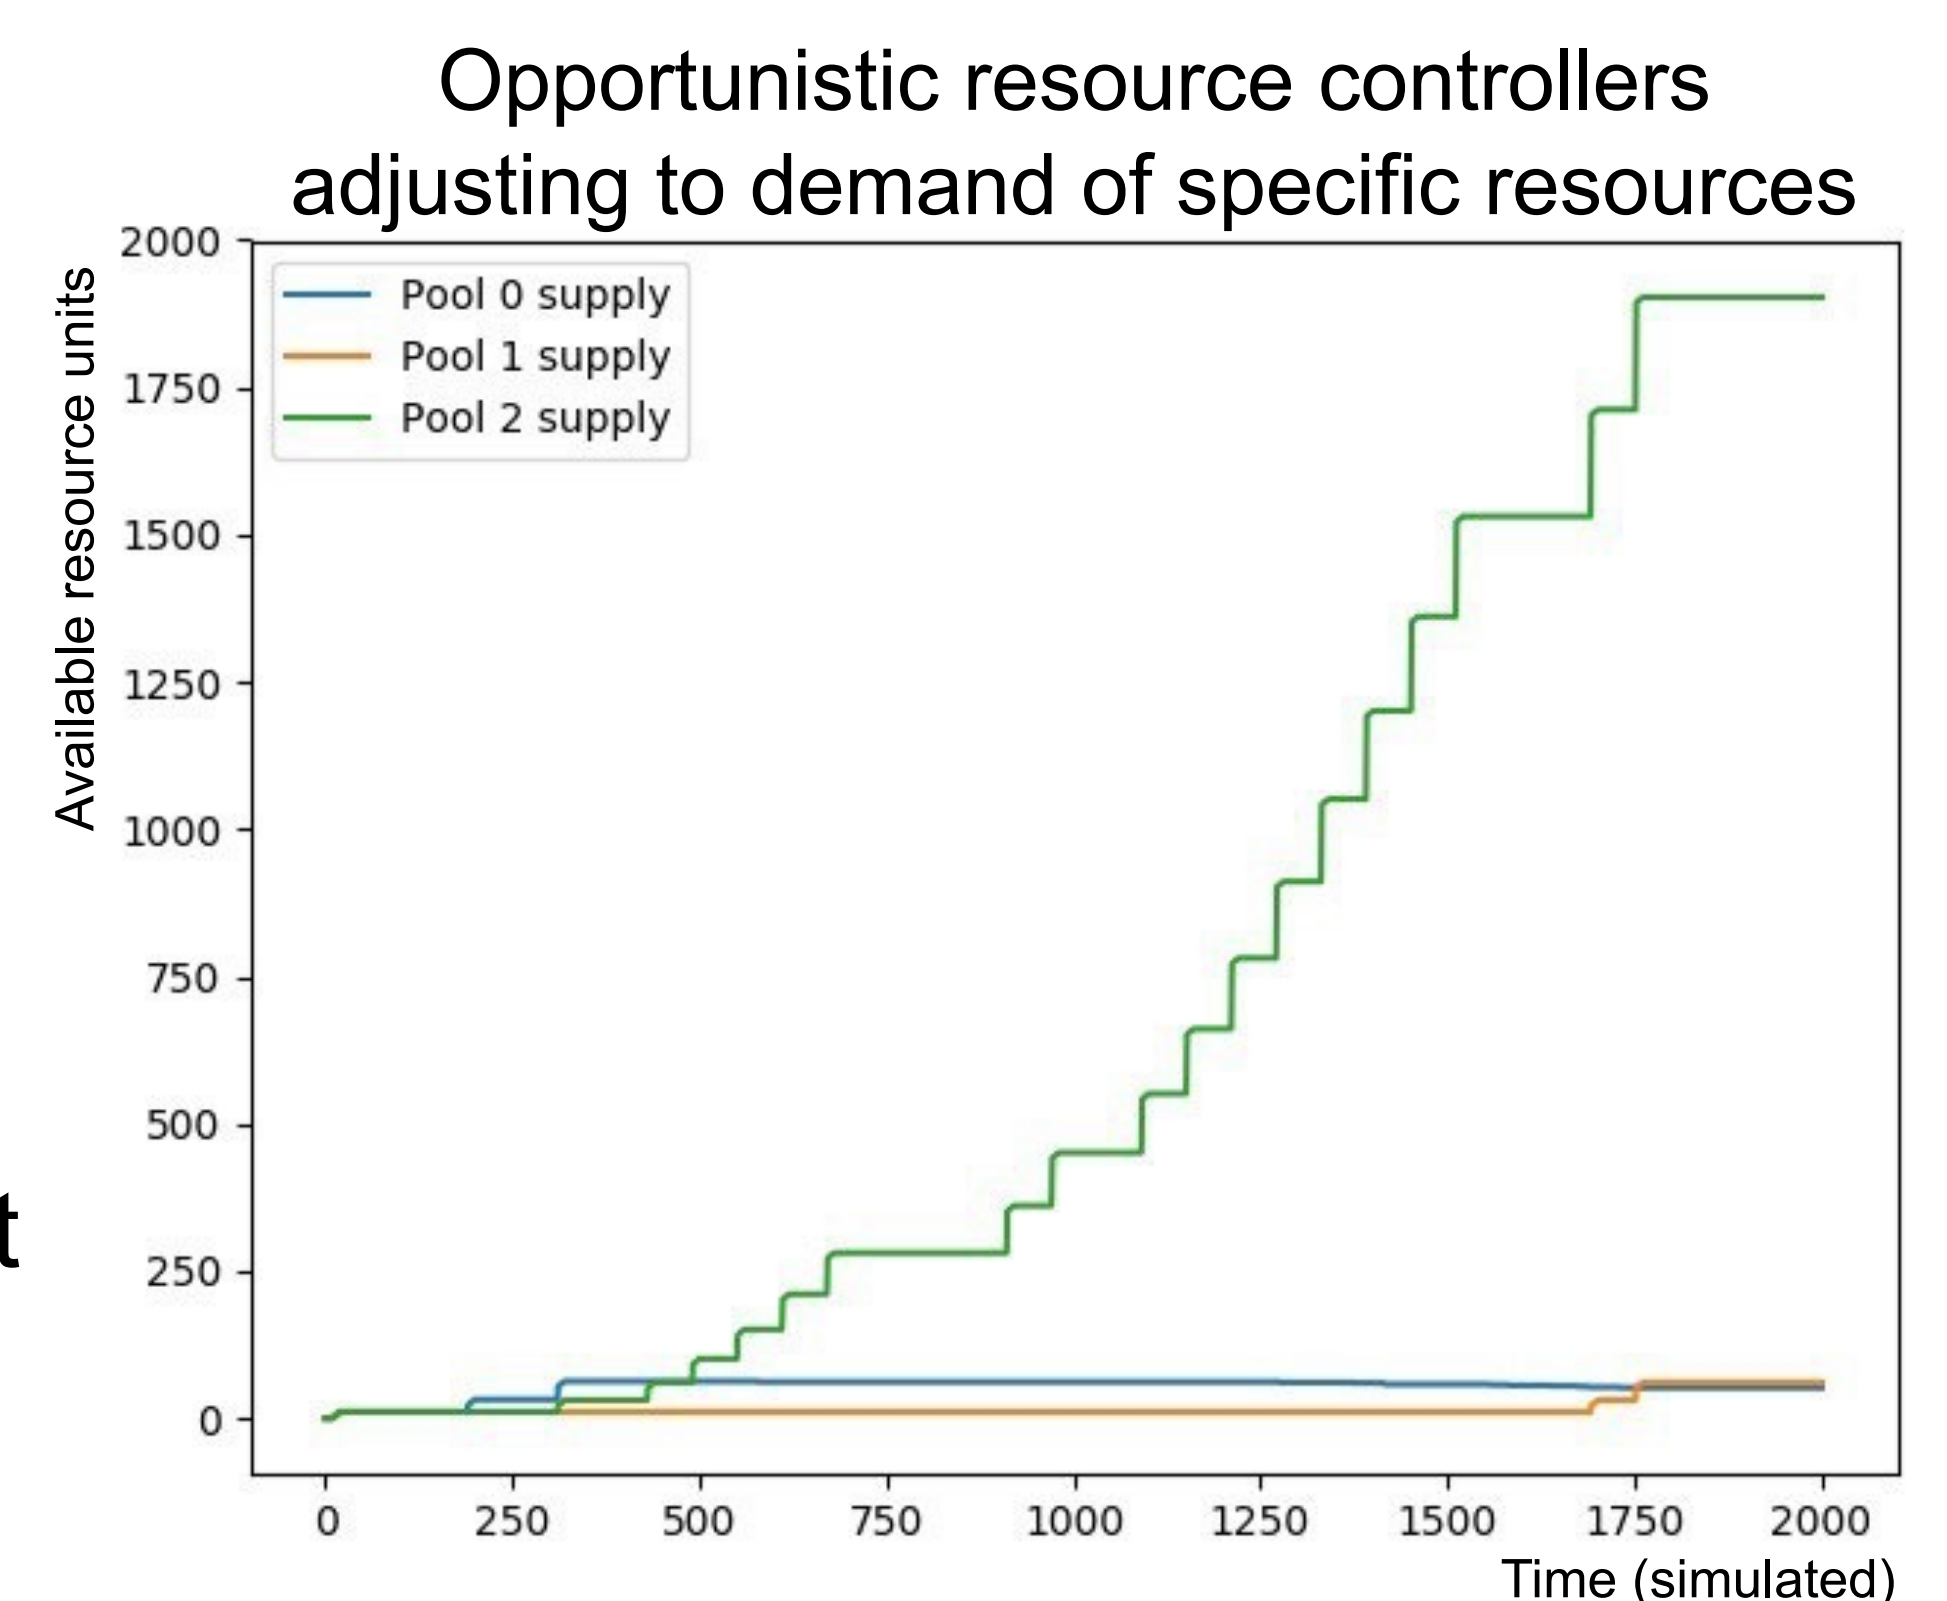 Opportunistic resource controllers
adjusting to demand of specific resources
Available resource units
2000
1750
1500
1250
1000
750
500
250
0
Pool 0 supply
Pool 1 supply
Pool 2 supply
t
0 250 500 750 1000 1250 1500 1750 2000
Time (simulated)